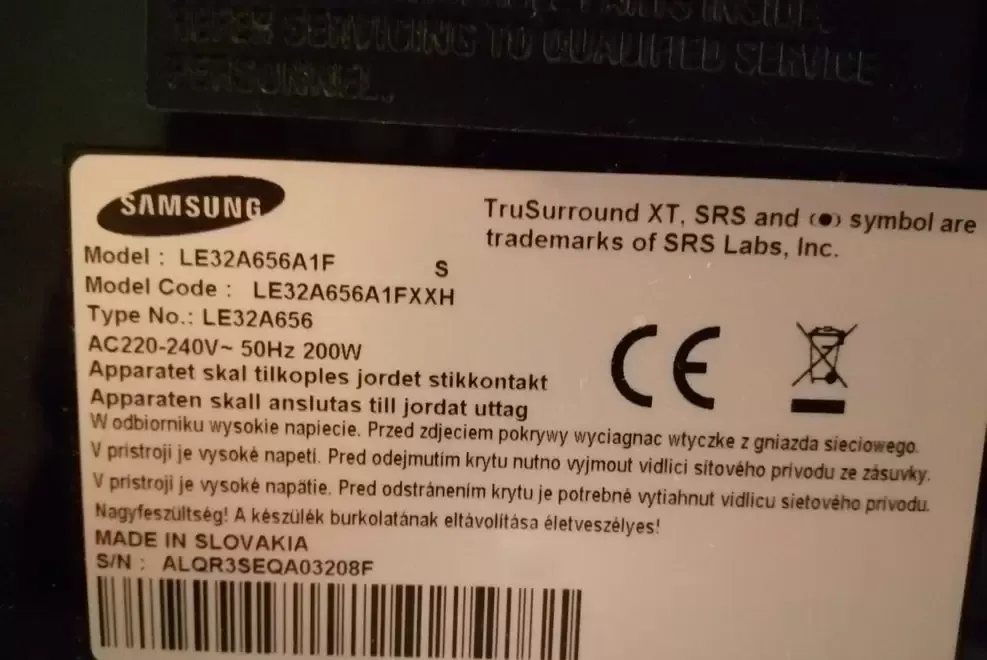 REFER SERVICING TO QUALIFIED SERVICE
PERSONNEL.
SAMSUNG
TruSurround XT, SRS and (●) symbol are
trademarks of SRS Labs, Inc.
Model : LE32A656A1F
S
Model Code : LE32A656A1FXXH
Type No.: LE32A656
AC220-240V~ 50Hz 200W
Apparatet skal tilkoples jordet stikkontakt
Apparaten skall anslutas till jordat uttag
W odbiorniku wysokie napiecie. Przed zdjeciem pokrywy wyciagnac wtyczke z gniazda sieciowego.
V pristroji je vysoké napeti. Pred odejmutím krytu nutno vyjmout vidlici sítového prívodu ze zásuvky.
V pristroji je vysoké napätie. Pred odstránením krytu je potrebné vytiahnut vidlicu sietového prívodu.
Nagyfeszültség! A készülék burkolatának eltávolítása életveszélyes!
MADE IN SLOVAKIA
S/N : ALQR3SEQA03208F
CE